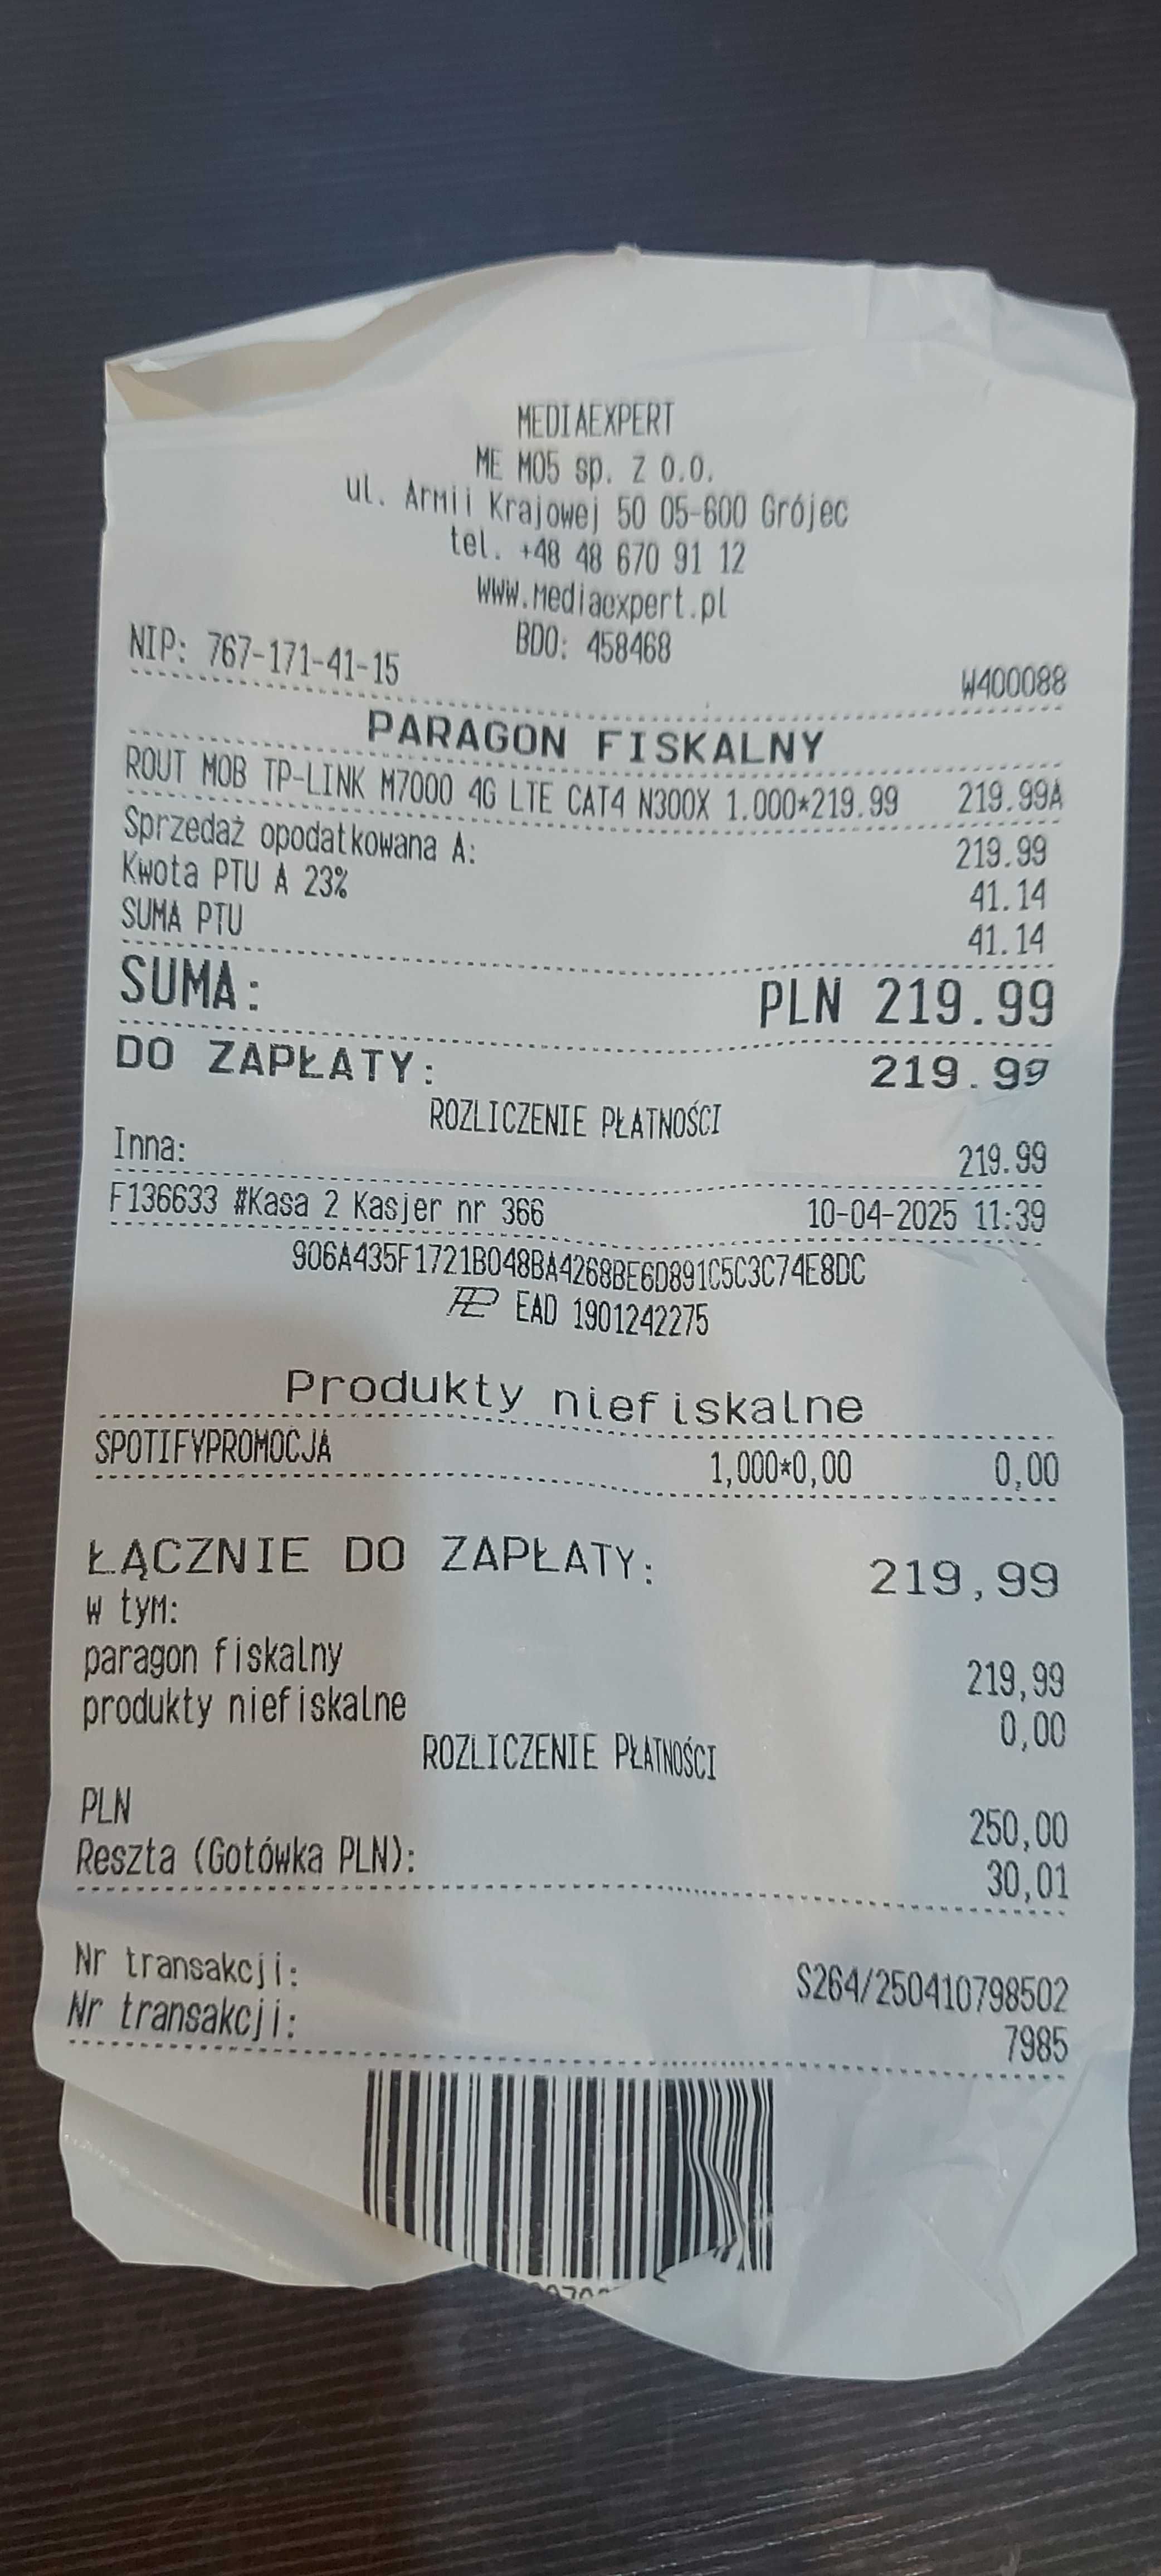 MEDIAEXPERT
ME M05 sp. z o.o.
ul. Armii Krajowej 50 05-600 Grójec
tel. +48 48 670 91 12
www.mediaexpert.pl
BDO: 458468
NIP: 767-171-41-15 W400088
PARAGON FISKALNY
ROUT MOB TP-LINK M7000 4G LTE CAT4 N300X 1.000*219.99 219.99A
Sprzedaż opodatkowana A: 219.99
Kwota PTU A 23% 41.14
SUMA PTU 41.14
SUMA: PLN 219.99
DO ZAPŁATY: 219.99
ROZLICZENIE PŁATNOŚCI
Inna: 219.99
F136633 #Kasa 2 Kasjer nr 366 10-04-2025 11:39
906A435F1721B048BA4268BE6D891C5C3C74E8DC
EAD 1901242275
Produkty niefiskalne
SPOTIFYPROMOCJA 1,000*0,00 0,00
ŁĄCZNIE DO ZAPŁATY: 219,99
w tym:
paragon fiskalny 219,99
produkty niefiskalne 0,00
ROZLICZENIE PŁATNOŚCI
PLN 250,00
Reszta (Gotówka PLN): 30,01
Nr transakcji: S264/250410798502
Nr transakcji: 7985